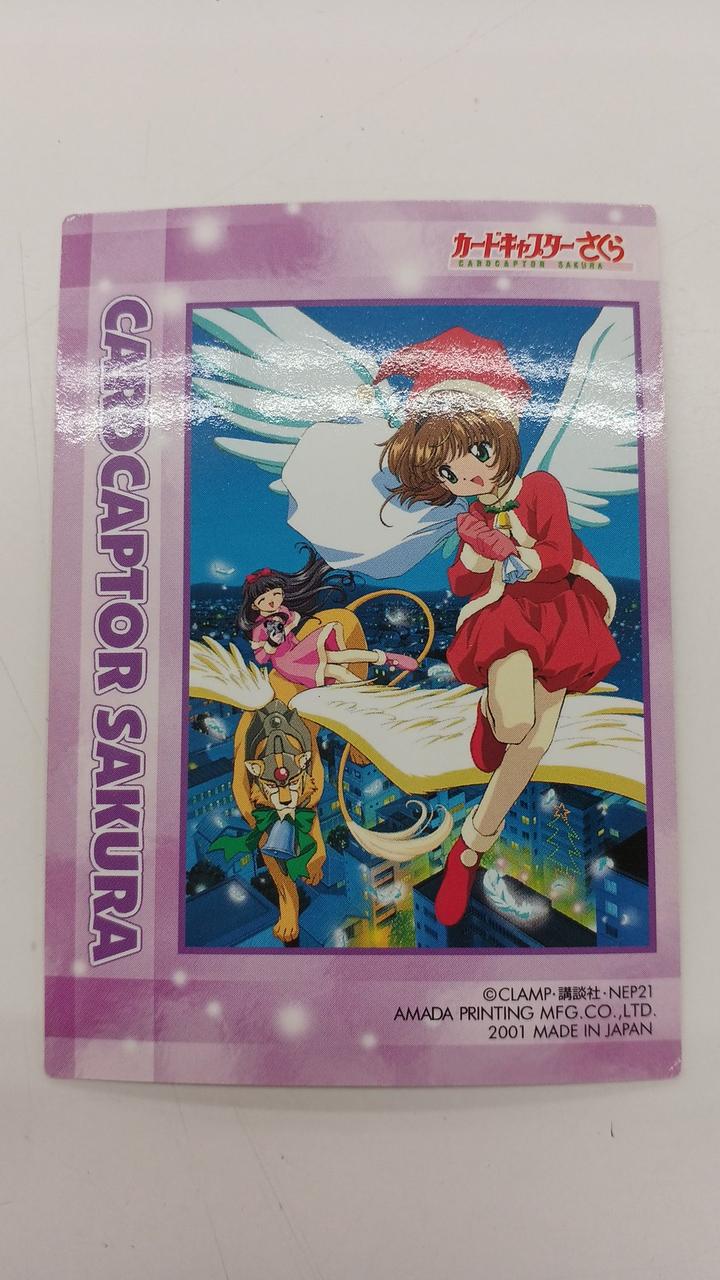 カードキャプターさくら
CARDCAPTOR SAKURA
CARDCAPTOR SAKURA
©CLAMP・講談社・NEP21
AMADA PRINTING MFG.CO.,LTD.
2001 MADE IN JAPAN